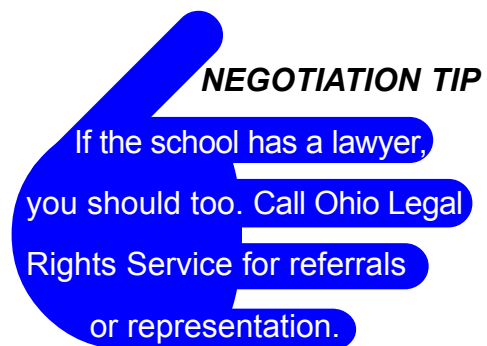 NEGOTIATION TIP
If the school has a lawyer,
you should too. Call Ohio Legal
Rights Service for referrals
or representation.